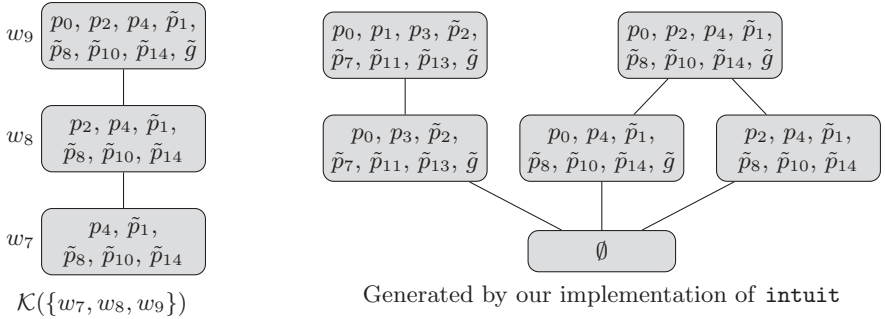 w₉
p₀, p₂, p₄, p̃₁,
p̃₈, p̃₁₀, p̃₁₄, g̃
w₈
p₂, p₄, p̃₁,
p̃₈, p̃₁₀, p̃₁₄
w₇
p₄, p̃₁,
p̃₈, p̃₁₀, p̃₁₄
𝒦({w₇, w₈, w₉})
p₀, p₁, p₃, p̃₂,
p̃₇, p̃₁₁, p̃₁₃, g̃
p₀, p₂, p₄, p̃₁,
p̃₈, p̃₁₀, p̃₁₄, g̃
p₀, p₃, p̃₂,
p̃₇, p̃₁₁, p̃₁₃, g̃
p₀, p₄, p̃₁,
p̃₈, p̃₁₀, p̃₁₄, g̃
p₂, p₄, p̃₁,
p̃₈, p̃₁₀, p̃₁₄
∅
Generated by our implementation of intuit